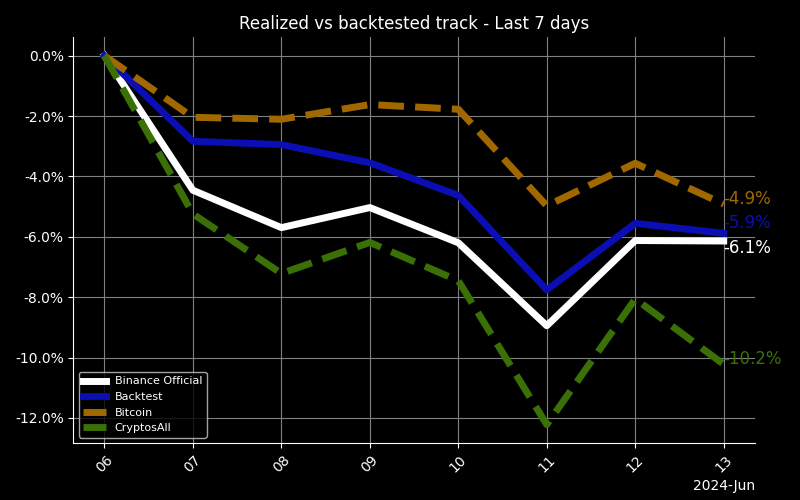 Realized vs backtested track - Last 7 days
0.0%
-2.0%
-4.0%
-6.0%
-8.0%
-10.0%
-12.0%
-4.9%
-5.9%
-6.1%
-10.2%
Binance Official
Backtest
Bitcoin
CryptosAll
06 07 08 09 10 11 12 13
2024-Jun